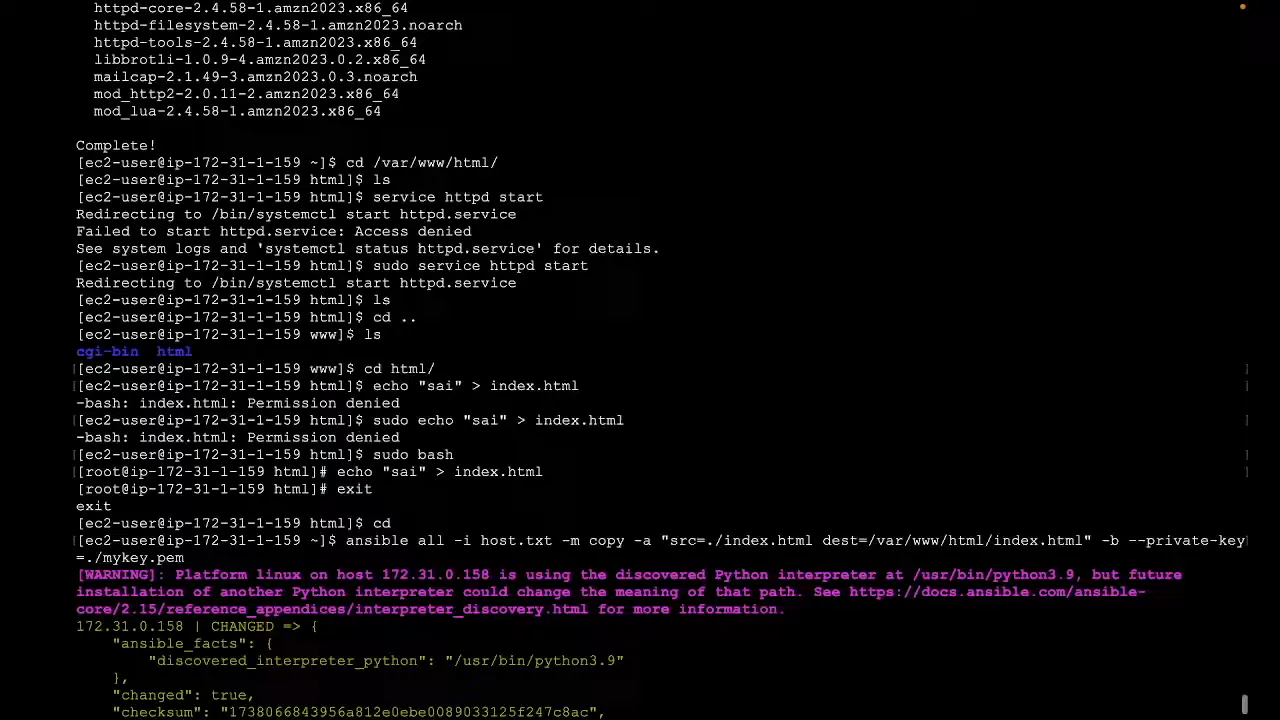 httpd-core-2.4.58-1.amzn2023.x86_64
httpd-filesystem-2.4.58-1.amzn2023.noarch
httpd-tools-2.4.58-1.amzn2023.x86_64
libbrotli-1.0.9-4.amzn2023.0.2.x86_64
mailcap-2.1.49-3.amzn2023.0.3.noarch
mod_http2-2.0.11-2.amzn2023.x86_64
mod_lua-2.4.58-1.amzn2023.x86_64
Complete!
[ec2-user@ip-172-31-1-159 ~]$ cd /var/www/html/
[ec2-user@ip-172-31-1-159 html]$ ls
[ec2-user@ip-172-31-1-159 html]$ service httpd start
Redirecting to /bin/systemctl start httpd.service
Failed to start httpd.service: Access denied
See system logs and 'systemctl status httpd.service' for details.
[ec2-user@ip-172-31-1-159 html]$ sudo service httpd start
Redirecting to /bin/systemctl start httpd.service
[ec2-user@ip-172-31-1-159 html]$ ls
[ec2-user@ip-172-31-1-159 html]$ cd ..
[ec2-user@ip-172-31-1-159 www]$ ls
cgi-bin  html
[ec2-user@ip-172-31-1-159 www]$ cd html/
[ec2-user@ip-172-31-1-159 html]$ echo "sai" > index.html
-bash: index.html: Permission denied
[ec2-user@ip-172-31-1-159 html]$ sudo echo "sai" > index.html
-bash: index.html: Permission denied
[ec2-user@ip-172-31-1-159 html]$ sudo bash
[root@ip-172-31-1-159 html]# echo "sai" > index.html
[root@ip-172-31-1-159 html]# exit
exit
[ec2-user@ip-172-31-1-159 html]$ cd
[ec2-user@ip-172-31-1-159 ~]$ ansible all -i host.txt -m copy -a "src=./index.html dest=/var/www/html/index.html" -b --private-key
=./mykey.pem
[WARNING]: Platform linux on host 172.31.0.158 is using the discovered Python interpreter at /usr/bin/python3.9, but future
installation of another Python interpreter could change the meaning of that path. See https://docs.ansible.com/ansible-
core/2.15/reference_appendices/interpreter_discovery.html for more information.
172.31.0.158 | CHANGED => {
"ansible_facts": {
"discovered_interpreter_python": "/usr/bin/python3.9"
},
"changed": true,
"checksum": "1738066843956a812e0ebe0089033125f247c8ac",